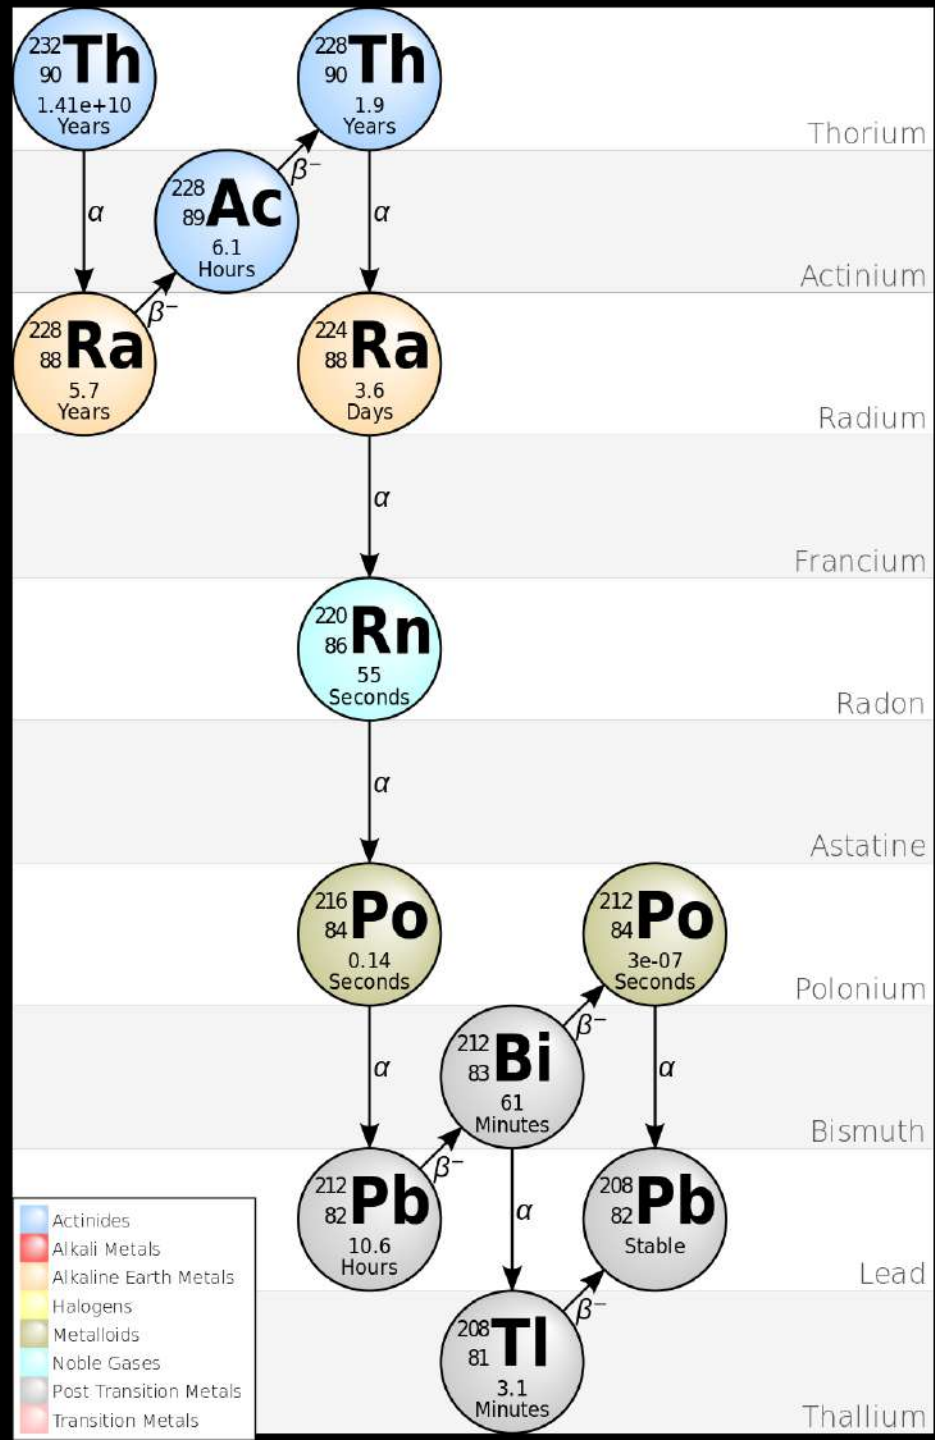 232
90 Th
1.41e+10
Years
228
90 Th
1.9
Years
Thorium
α
β⁻
α
228
89 Ac
6.1
Hours
Actinium
β⁻
228
88 Ra
5.7
Years
224
88 Ra
3.6
Days
Radium
α
Francium
220
86 Rn
55
Seconds
Radon
α
Astatine
216
84 Po
0.14
Seconds
212
84 Po
3e-07
Seconds
Polonium
β⁻
α
α
212
83 Bi
61
Minutes
Bismuth
β⁻
212
82 Pb
10.6
Hours
α
208
82 Pb
Stable
Lead
β⁻
208
81 Tl
3.1
Minutes
Thallium
Actinides
Alkali Metals
Alkaline Earth Metals
Halogens
Metalloids
Noble Gases
Post Transition Metals
Transition Metals